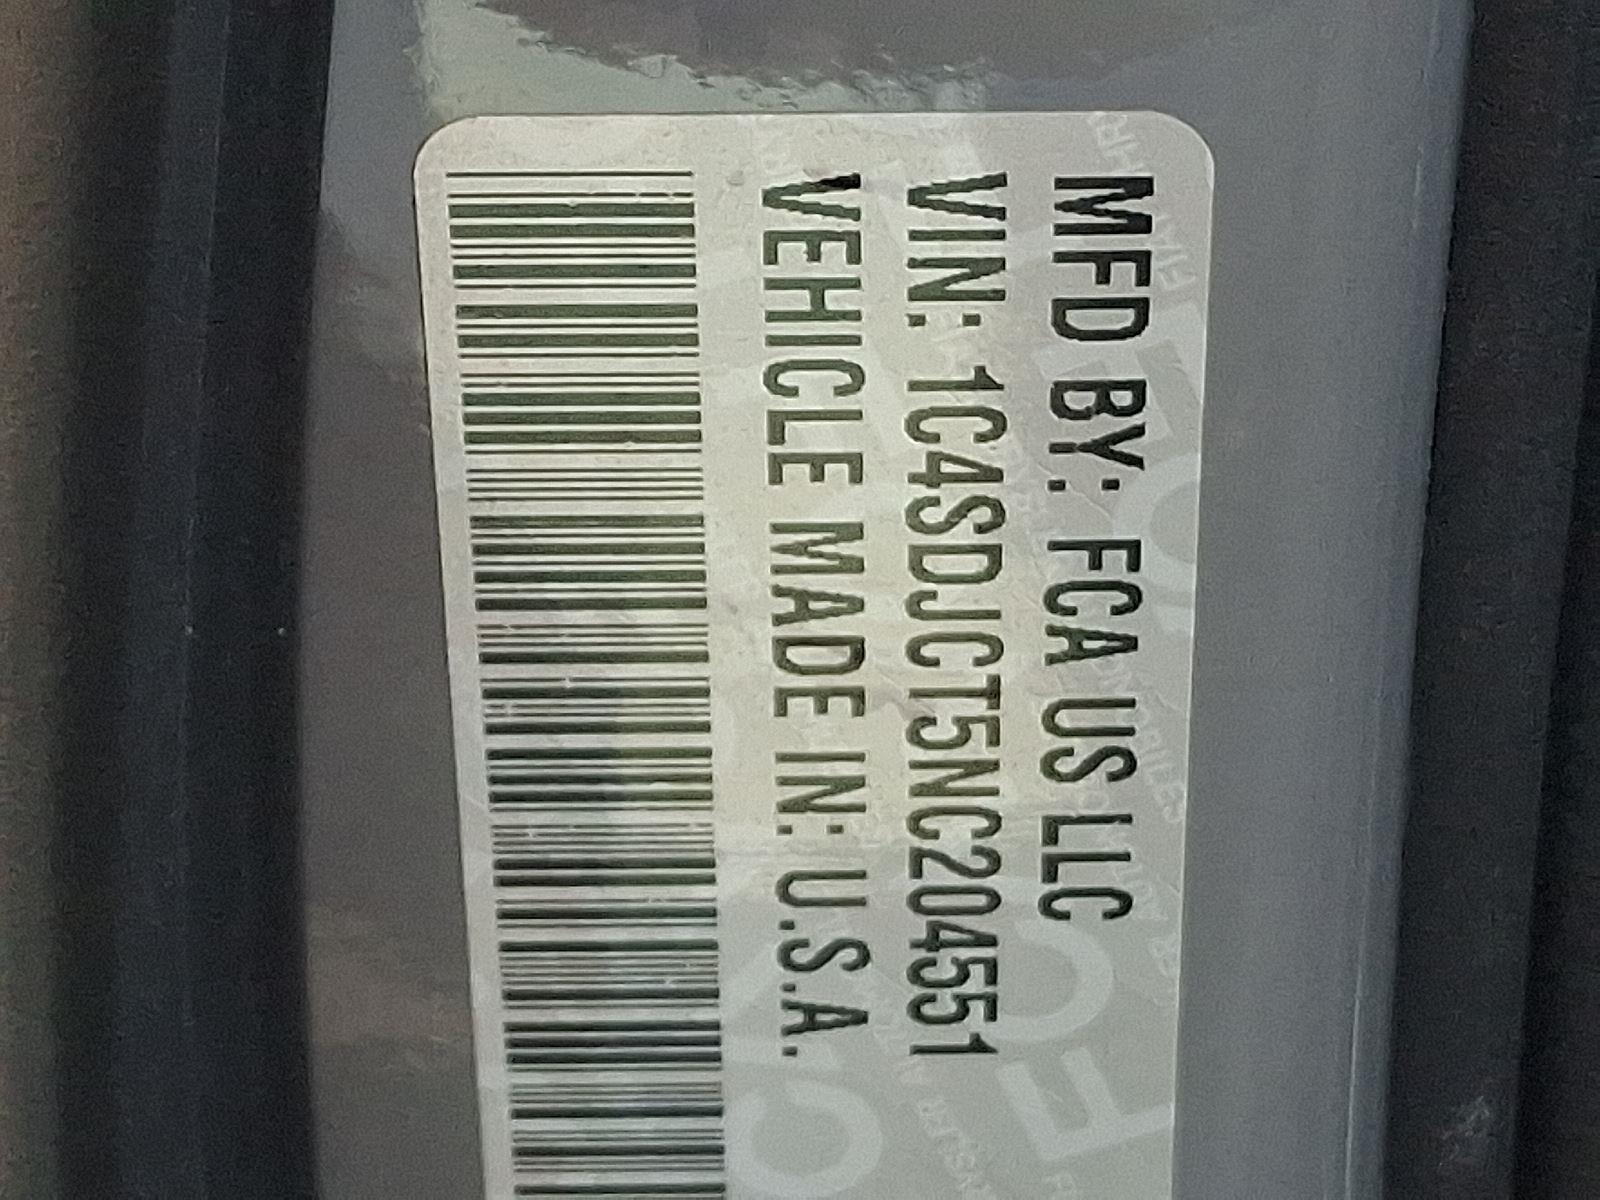 MFD BY: FCA US LLC
VIN: 1C4SDJCT5NC204551
VEHICLE MADE IN: U.S.A.